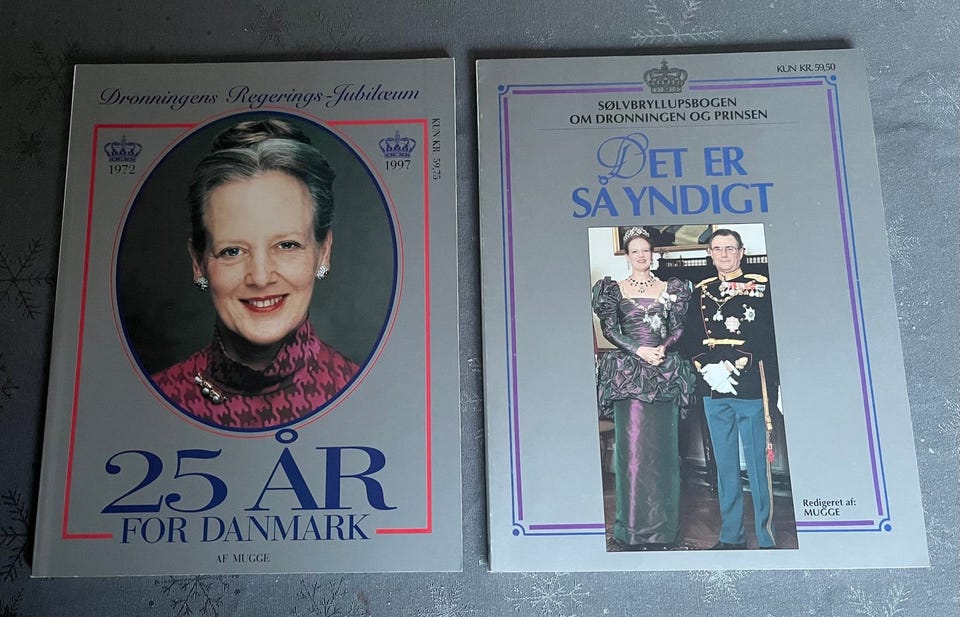 Dronningens Regerings-Jubilæum
1972
1997
KUN KR. 59,75
25 ÅR
FOR DANMARK
AF MUGGE
KUN KR. 59,50
SØLVBRYLLUPSBOGEN
OM DRONNINGEN OG PRINSEN
DET ER
SÅ YNDIGT
Redigeret af:
MUGGE